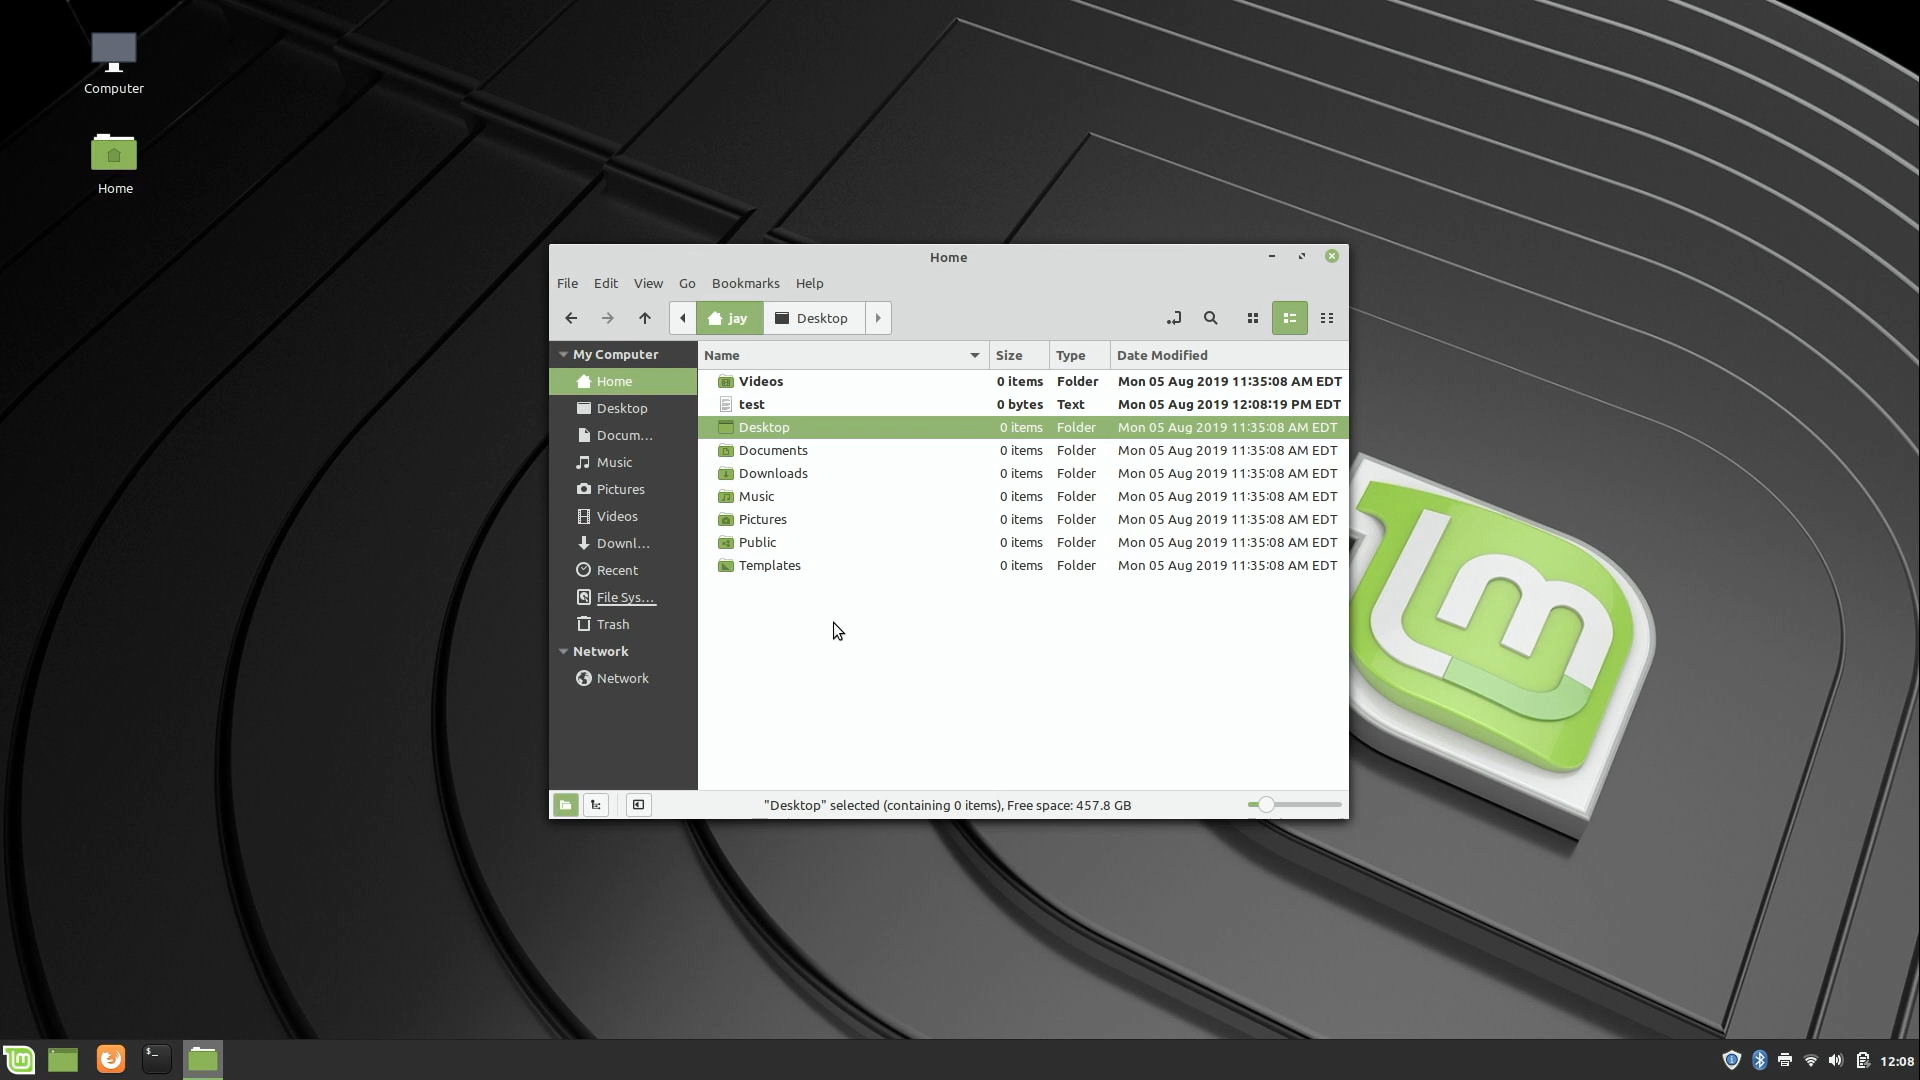 Computer
Home
Home
File Edit View Go Bookmarks Help
jay Desktop
My Computer
Home
Desktop
Docum...
Music
Pictures
Videos
Downl...
Recent
File Sys...
Trash
Network
Network
Name Size Type Date Modified
Videos 0 items Folder Mon 05 Aug 2019 11:35:08 AM EDT
test 0 bytes Text Mon 05 Aug 2019 12:08:19 PM EDT
Desktop 0 items Folder Mon 05 Aug 2019 11:35:08 AM EDT
Documents 0 items Folder Mon 05 Aug 2019 11:35:08 AM EDT
Downloads 0 items Folder Mon 05 Aug 2019 11:35:08 AM EDT
Music 0 items Folder Mon 05 Aug 2019 11:35:08 AM EDT
Pictures 0 items Folder Mon 05 Aug 2019 11:35:08 AM EDT
Public 0 items Folder Mon 05 Aug 2019 11:35:08 AM EDT
Templates 0 items Folder Mon 05 Aug 2019 11:35:08 AM EDT
"Desktop" selected (containing 0 items), Free space: 457.8 GB
12:08